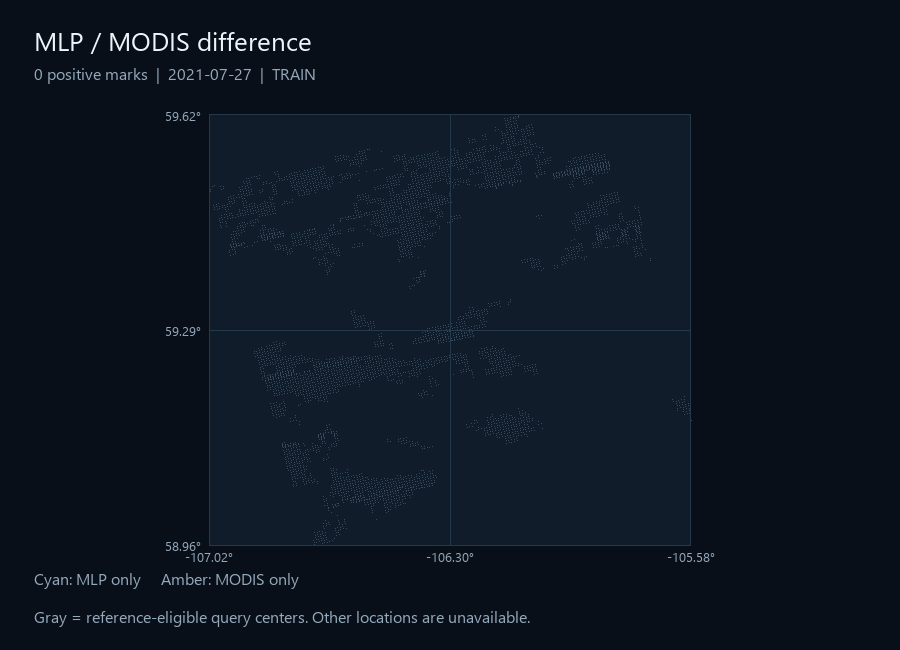 MLP / MODIS difference
0 positive marks | 2021-07-27 | TRAIN
59.62°
59.29°
58.96°
-107.02° -106.30° -105.58°
Cyan: MLP only Amber: MODIS only
Gray = reference-eligible query centers. Other locations are unavailable.